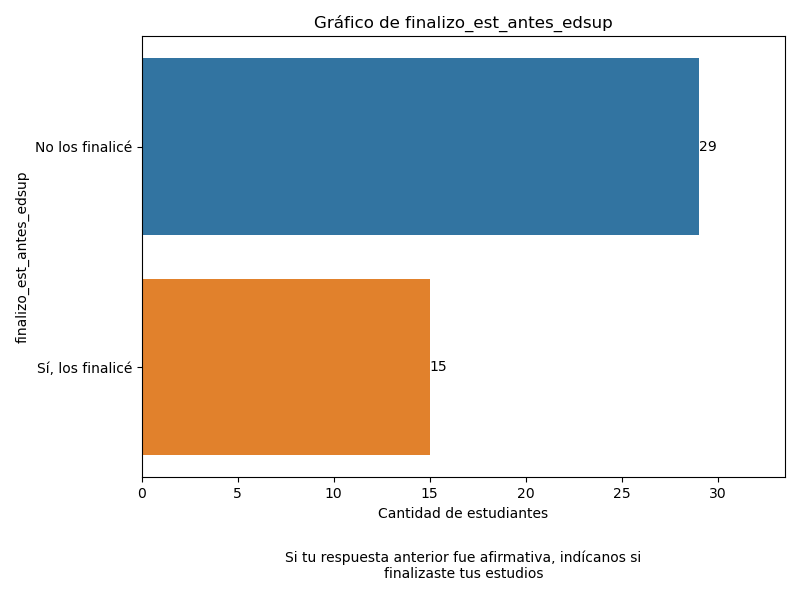 Gráfico de finalizo_est_antes_edsup
finalizo_est_antes_edsup
No los finalicé
29
Sí, los finalicé
15
0 5 10 15 20 25 30
Cantidad de estudiantes
Si tu respuesta anterior fue afirmativa, indícanos si
finalizaste tus estudios